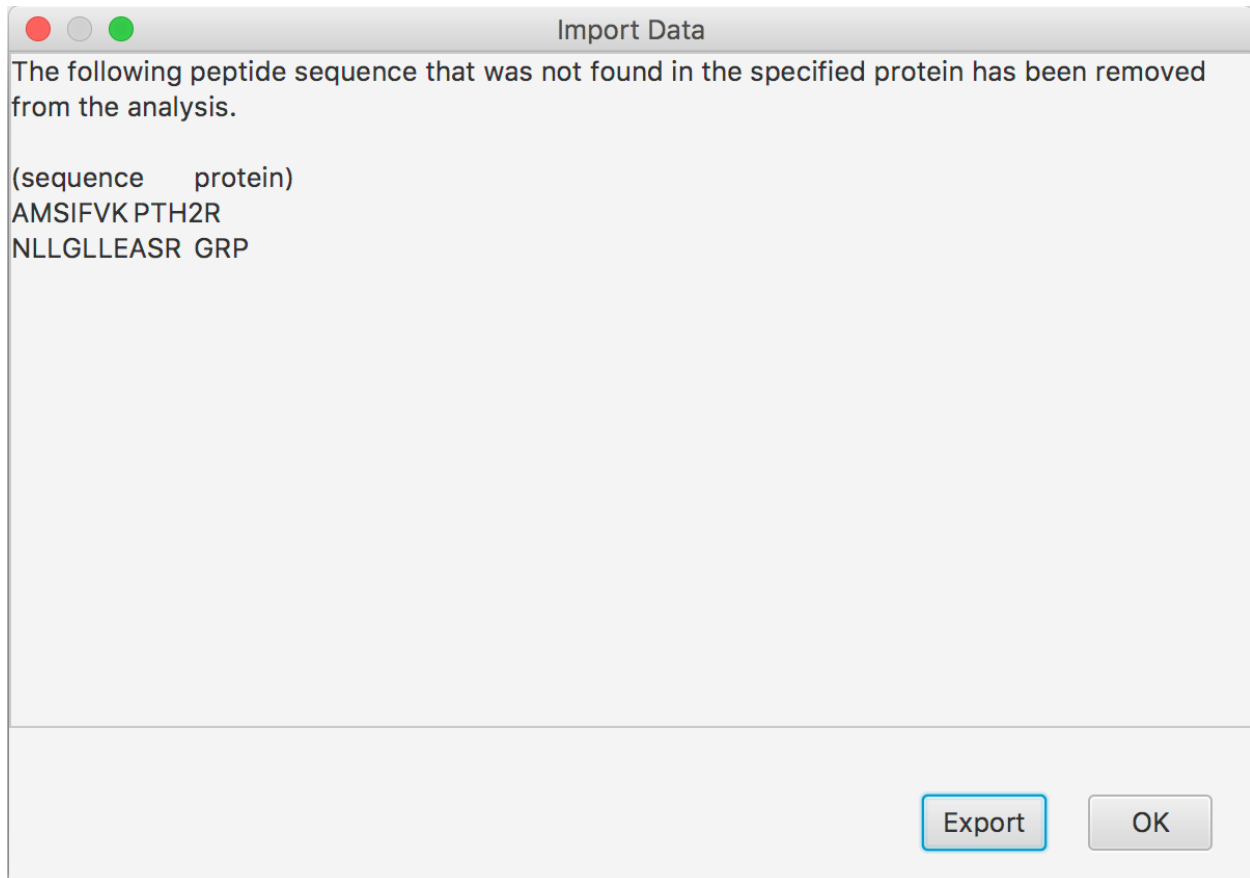 Import Data
The following peptide sequence that was not found in the specified protein has been removed
from the analysis.
(sequence protein)
AMSIFVK PTH2R
NLLGLLEASR GRP
Export OK